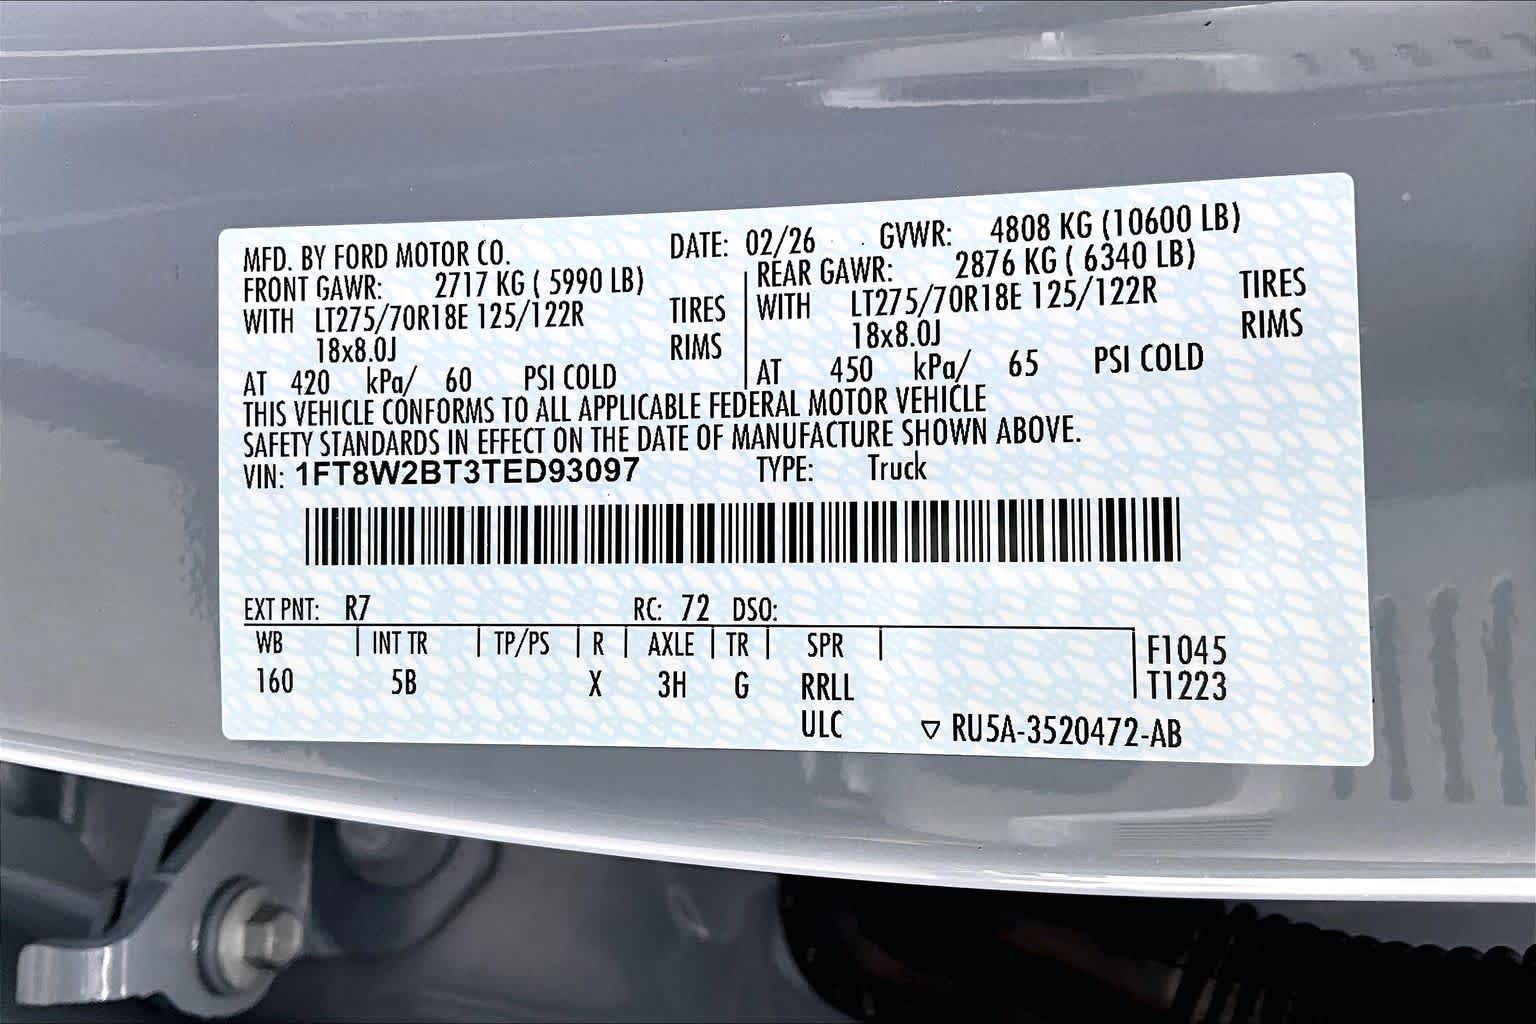 MFD. BY FORD MOTOR CO. DATE: 02/26 GVWR: 4808 KG (10600 LB)
FRONT GAWR: 2717 KG ( 5990 LB)
WITH LT275/70R18E 125/122R TIRES
18x8.0J RIMS
AT 420 kPa/ 60 PSI COLD
REAR GAWR: 2876 KG ( 6340 LB)
WITH LT275/70R18E 125/122R TIRES
18x8.0J RIMS
AT 450 kPa/ 65 PSI COLD
THIS VEHICLE CONFORMS TO ALL APPLICABLE FEDERAL MOTOR VEHICLE
SAFETY STANDARDS IN EFFECT ON THE DATE OF MANUFACTURE SHOWN ABOVE.
VIN: 1FT8W2BT3TED93097 TYPE: Truck
EXT PNT: R7 RC: 72 DSO:
WB | INT TR | TP/PS | R | AXLE | TR | SPR |
160 5B X 3H G RRLL
ULC
F1045
T1223
▽ RU5A-3520472-AB